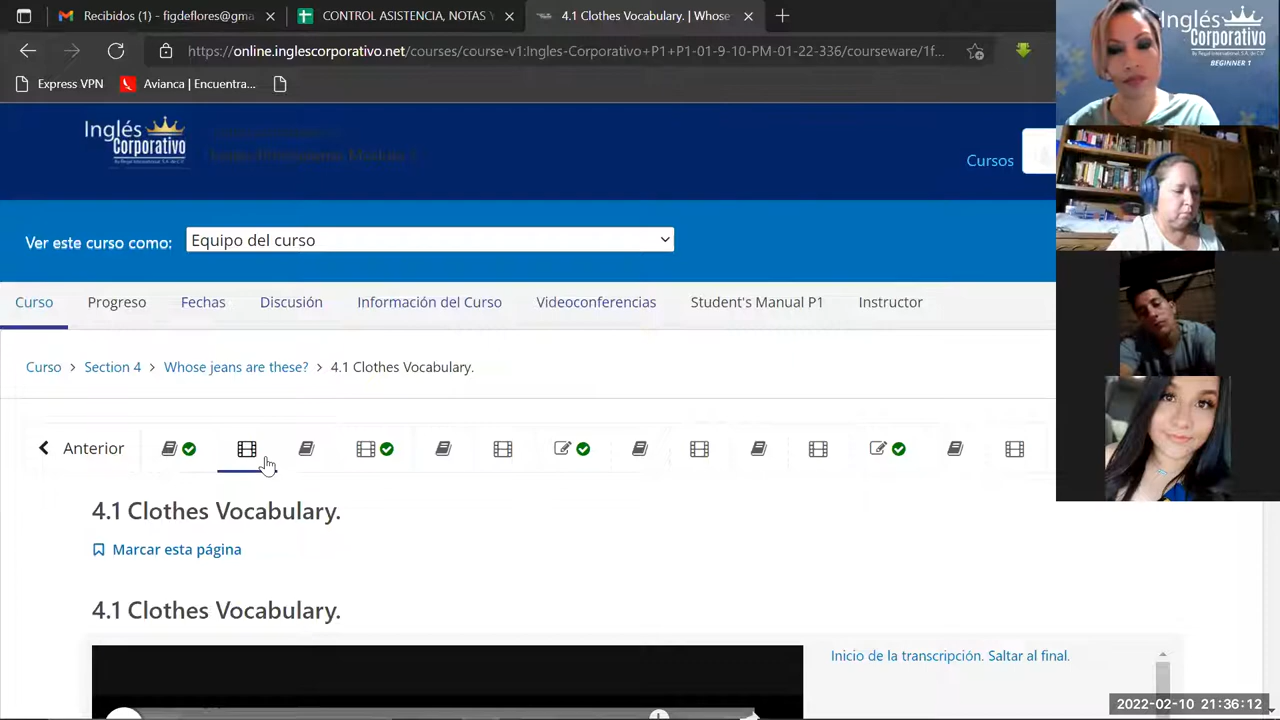 Recibidos (1) - figdeflores@gma
CONTROL ASISTENCIA, NOTAS Y
4.1 Clothes Vocabulary. | Whose
https://online.inglescorporativo.net/courses/course-v1:Ingles-Corporativo+P1+P1-01-9-10-PM-01-22-336/courseware/1f...
Express VPN
Avianca | Encuentra...
Inglés
Corporativo
BEGINNER 1
Inglés
Corporativo
By Regal International, S.A. de C.V.
Cursos
Ver este curso como:
Equipo del curso
Curso
Progreso
Fechas
Discusión
Información del Curso
Videoconferencias
Student's Manual P1
Instructor
Curso > Section 4 > Whose jeans are these? > 4.1 Clothes Vocabulary.
Anterior
4.1 Clothes Vocabulary.
Marcar esta página
4.1 Clothes Vocabulary.
Inicio de la transcripción. Saltar al final.
2022-02-10 21:36:12